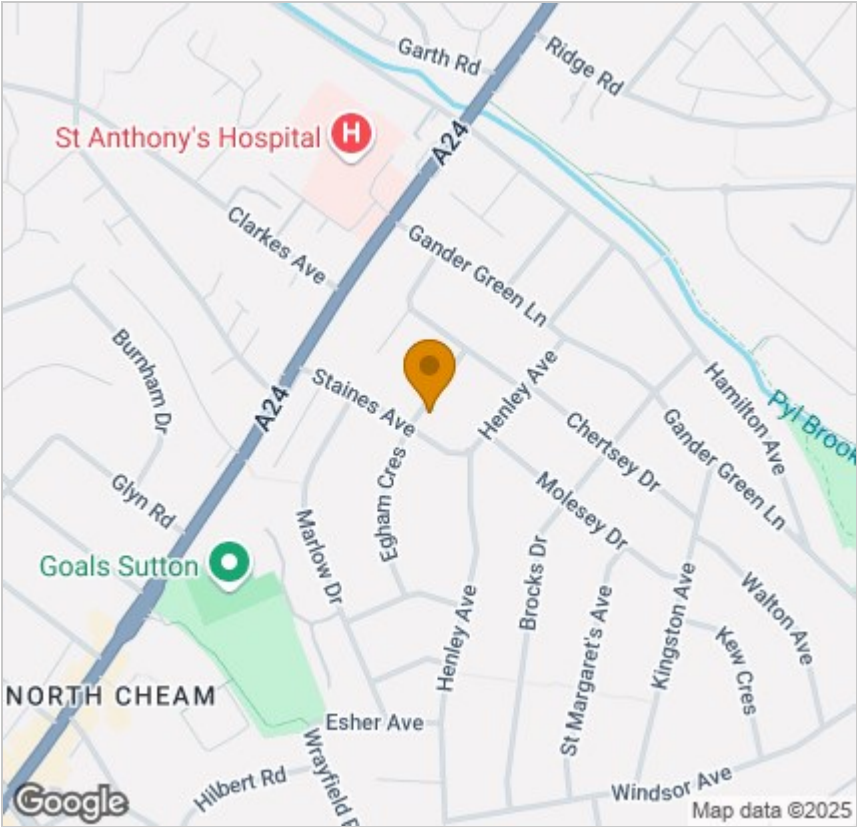 Garth Rd
Ridge Rd
St Anthony's Hospital
H
A24
Clarkes Ave
Gander Green Ln
Burnham Dr
Staines Ave
Henley Ave
A24
Hamilton Ave
Pyl Brook
Chertsey Dr
Gander Green Ln
Egham Cres
Glyn Rd
Molesey Dr
Marlow Dr
Goals Sutton
Brocks Dr
Walton Ave
Henley Ave
St Margaret's Ave
Kingston Ave
Kew Cres
NORTH CHEAM
Esher Ave
Wrayfield
Hilbert Rd
Windsor Ave
Google
Map data ©2025